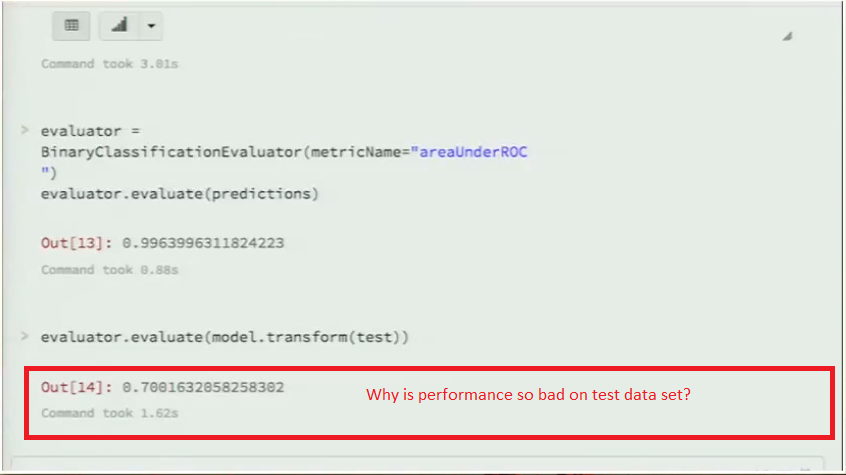 Command took 3.01s
> evaluator =
BinaryClassificationEvaluator(metricName="areaUnderROC
")
evaluator.evaluate(predictions)
Out[13]: 0.9963996311824223
Command took 0.88s
> evaluator.evaluate(model.transform(test))
Out[14]: 0.7001632058258302
Why is performance so bad on test data set?
Command took 1.62s